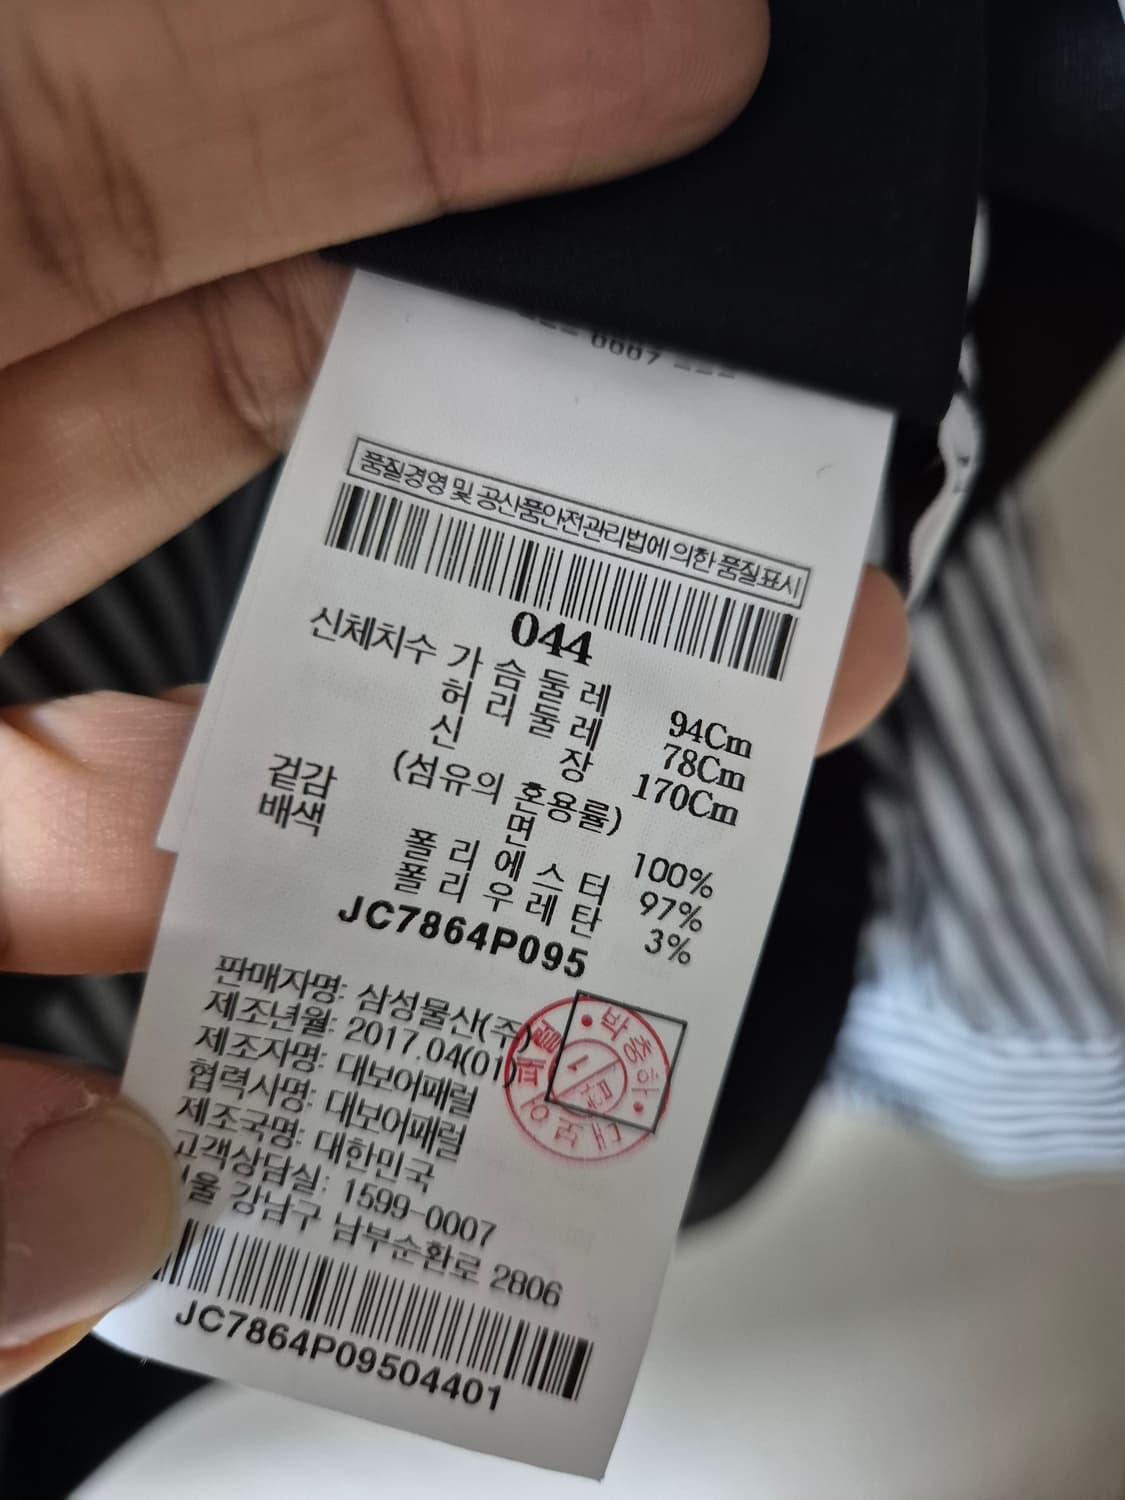 0007
품질경영 및 공산품안전관리법에 의한 품질표시
044
신체치수 가슴둘레 94Cm
허리둘레 78Cm
신장 170Cm
(섬유의 혼용률)
겉감 면 100%
배색 폴리에스터 97%
폴리우레탄 3%
JC7864P095
판매자명: 삼성물산(주)
제조년월: 2017.04(01)
제조자명: 대보어패럴
협력사명: 대보어패럴
제조국명: 대한민국
고객상담실: 1599-0007
서울 강남구 남부순환로 2806
JC7864P09504401